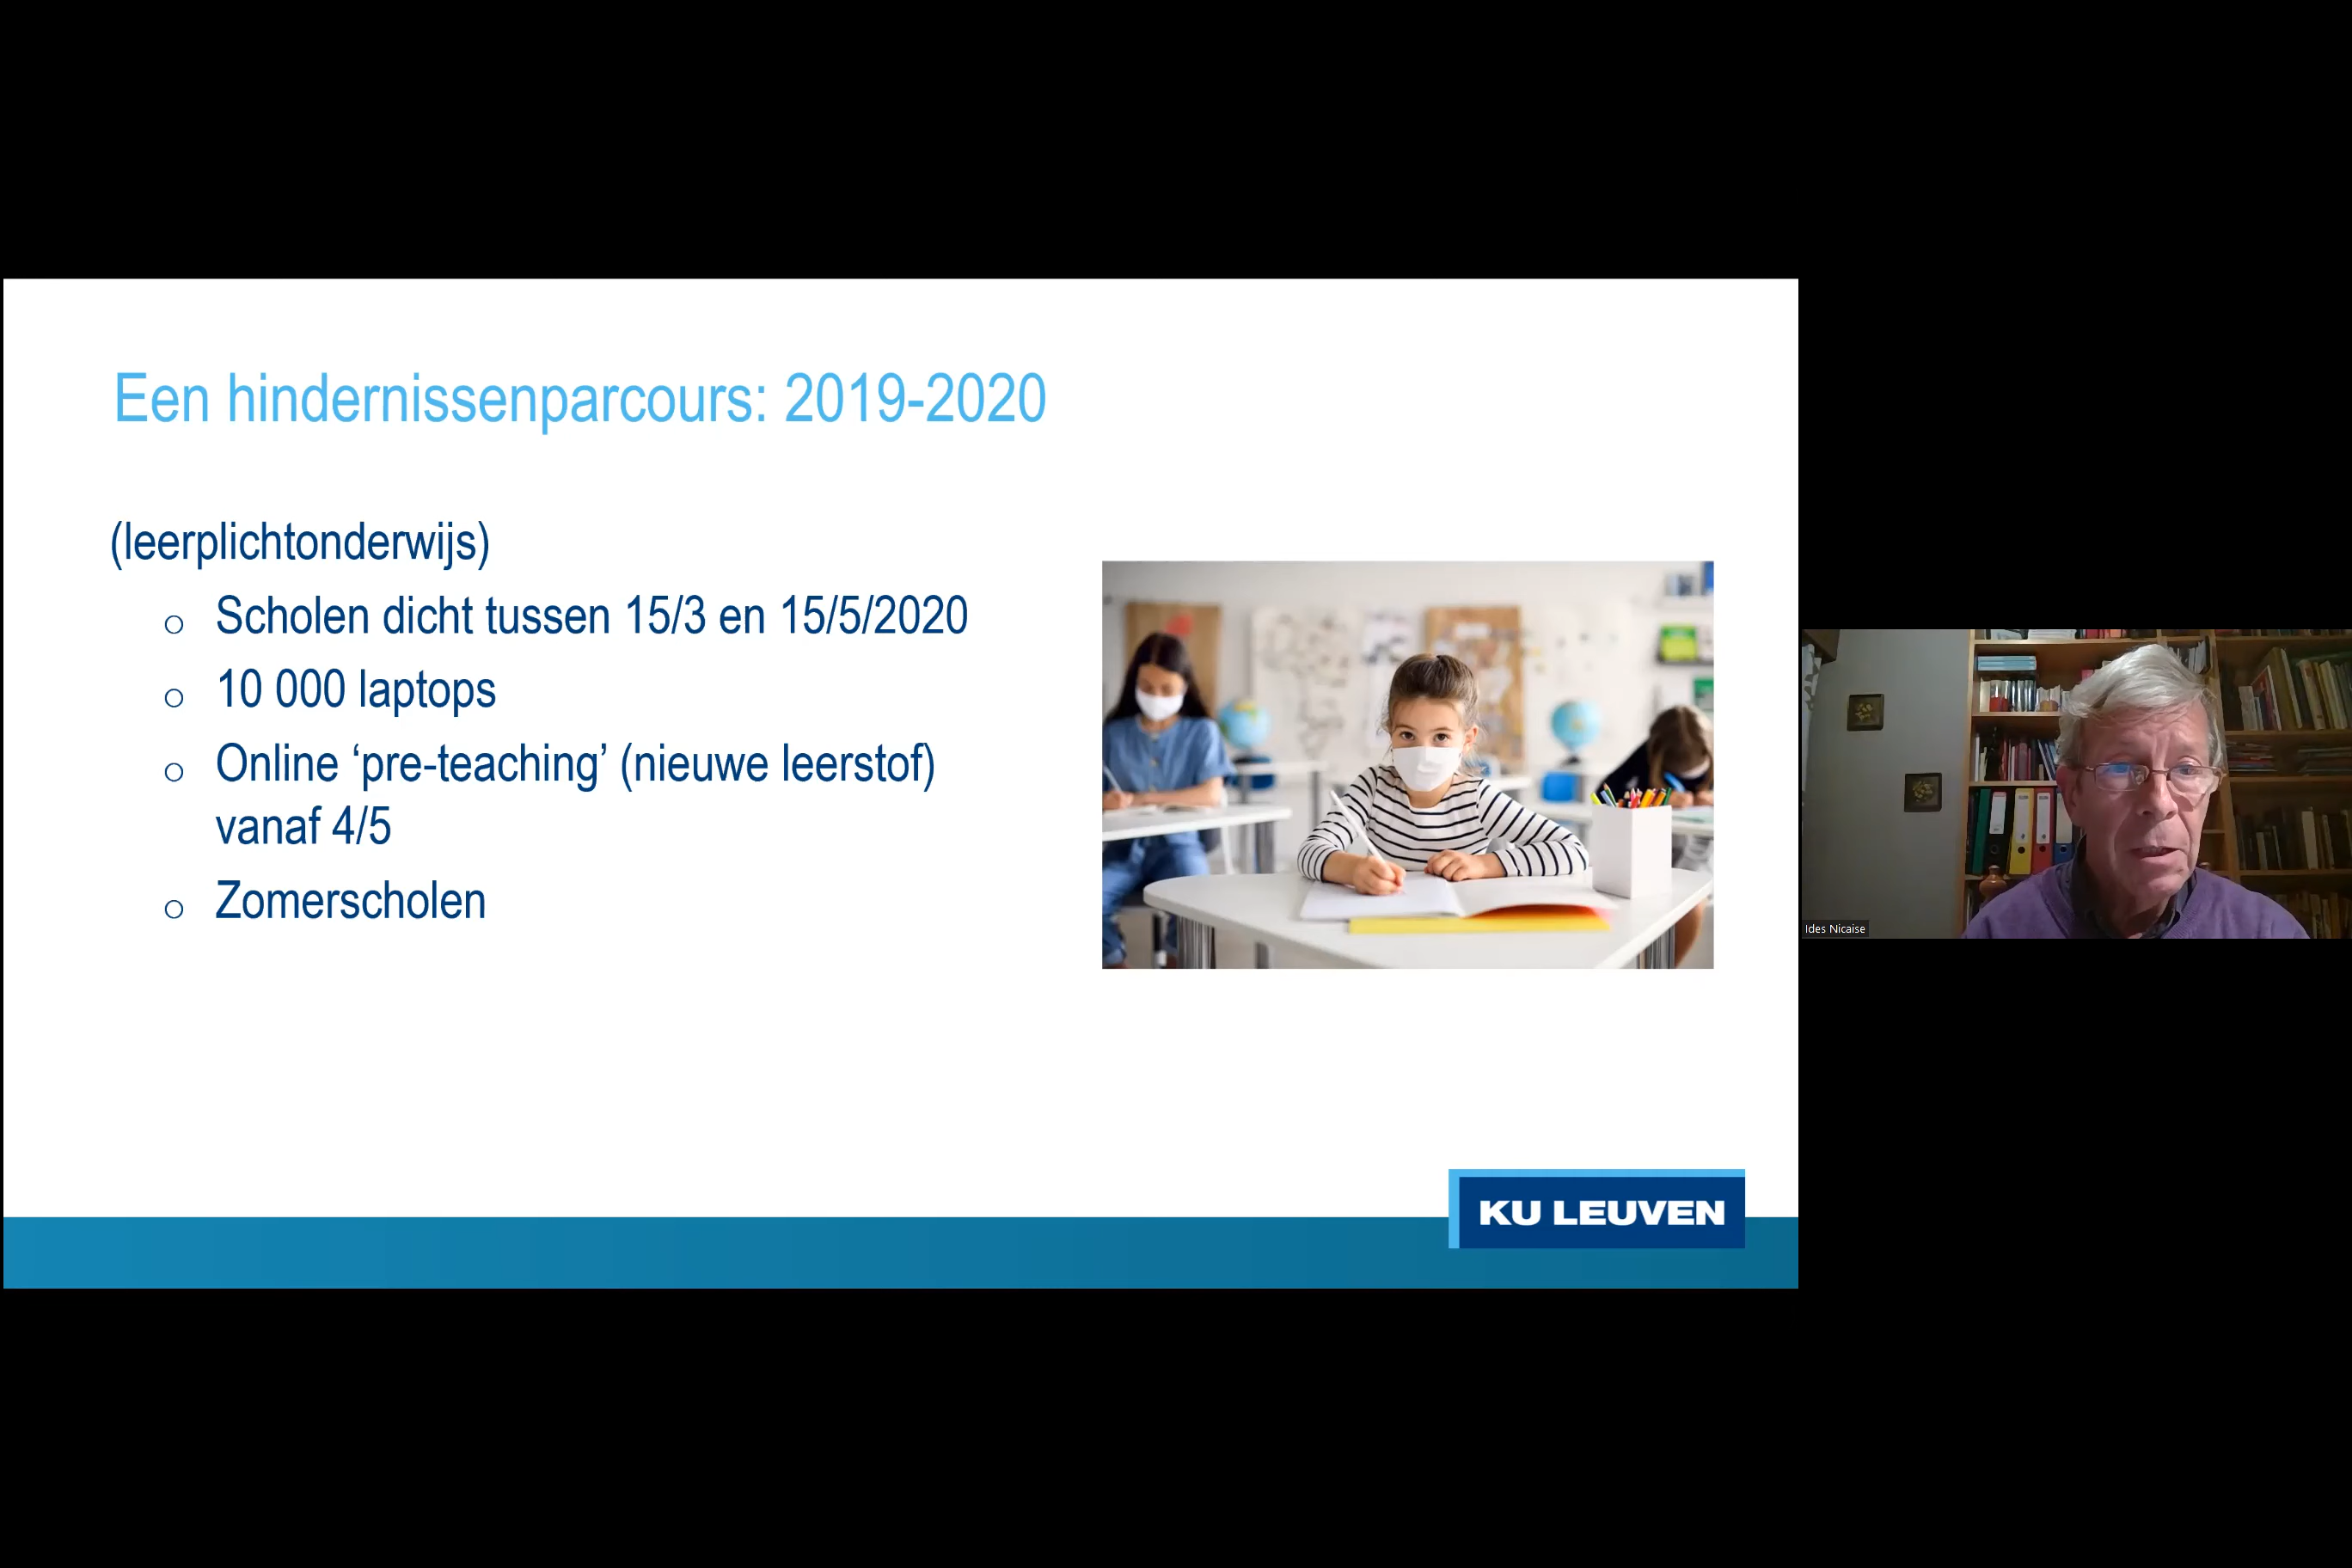 Een hindernissenparcours: 2019-2020
(leerplichtonderwijs)
o Scholen dicht tussen 15/3 en 15/5/2020
o 10 000 laptops
o Online ‘pre-teaching’ (nieuwe leerstof)
vanaf 4/5
o Zomerscholen
KU LEUVEN
Ides Nicaise